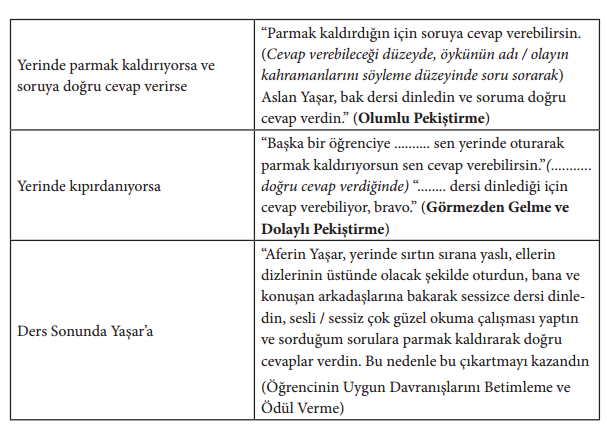 Yerinde parmak kaldırıyorsa ve
soruya doğru cevap verirse
“Parmak kaldırdığın için soruya cevap verebilirsin.
(Cevap verebileceği düzeyde, öykünün adı / olayın
kahramanlarını söyleme düzeyinde soru sorarak)
Aslan Yaşar, bak dersi dinledin ve soruma doğru
cevap verdin.” (Olumlu Pekiştirme)
Yerinde kıpırdanıyorsa
“Başka bir öğrenciye .......... sen yerinde oturarak
parmak kaldırıyorsun sen cevap verebilirsin.”(...........
doğru cevap verdiğinde) “........ dersi dinlediği için
cevap verebiliyor, bravo.” (Görmezden Gelme ve
Dolaylı Pekiştirme)
Ders Sonunda Yaşar’a
“Aferin Yaşar, yerinde sırtın sırana yaslı, ellerin
dizlerinin üstünde olacak şekilde oturdun, bana ve
konuşan arkadaşlarına bakarak sessizce dersi dinle-
din, sesli / sessiz çok güzel okuma çalışması yaptın
ve sorduğum sorulara parmak kaldırarak doğru
cevaplar verdin. Bu nedenle bu çıkartmayı kazandın
(Öğrencinin Uygun Davranışlarını Betimleme ve
Ödül Verme)